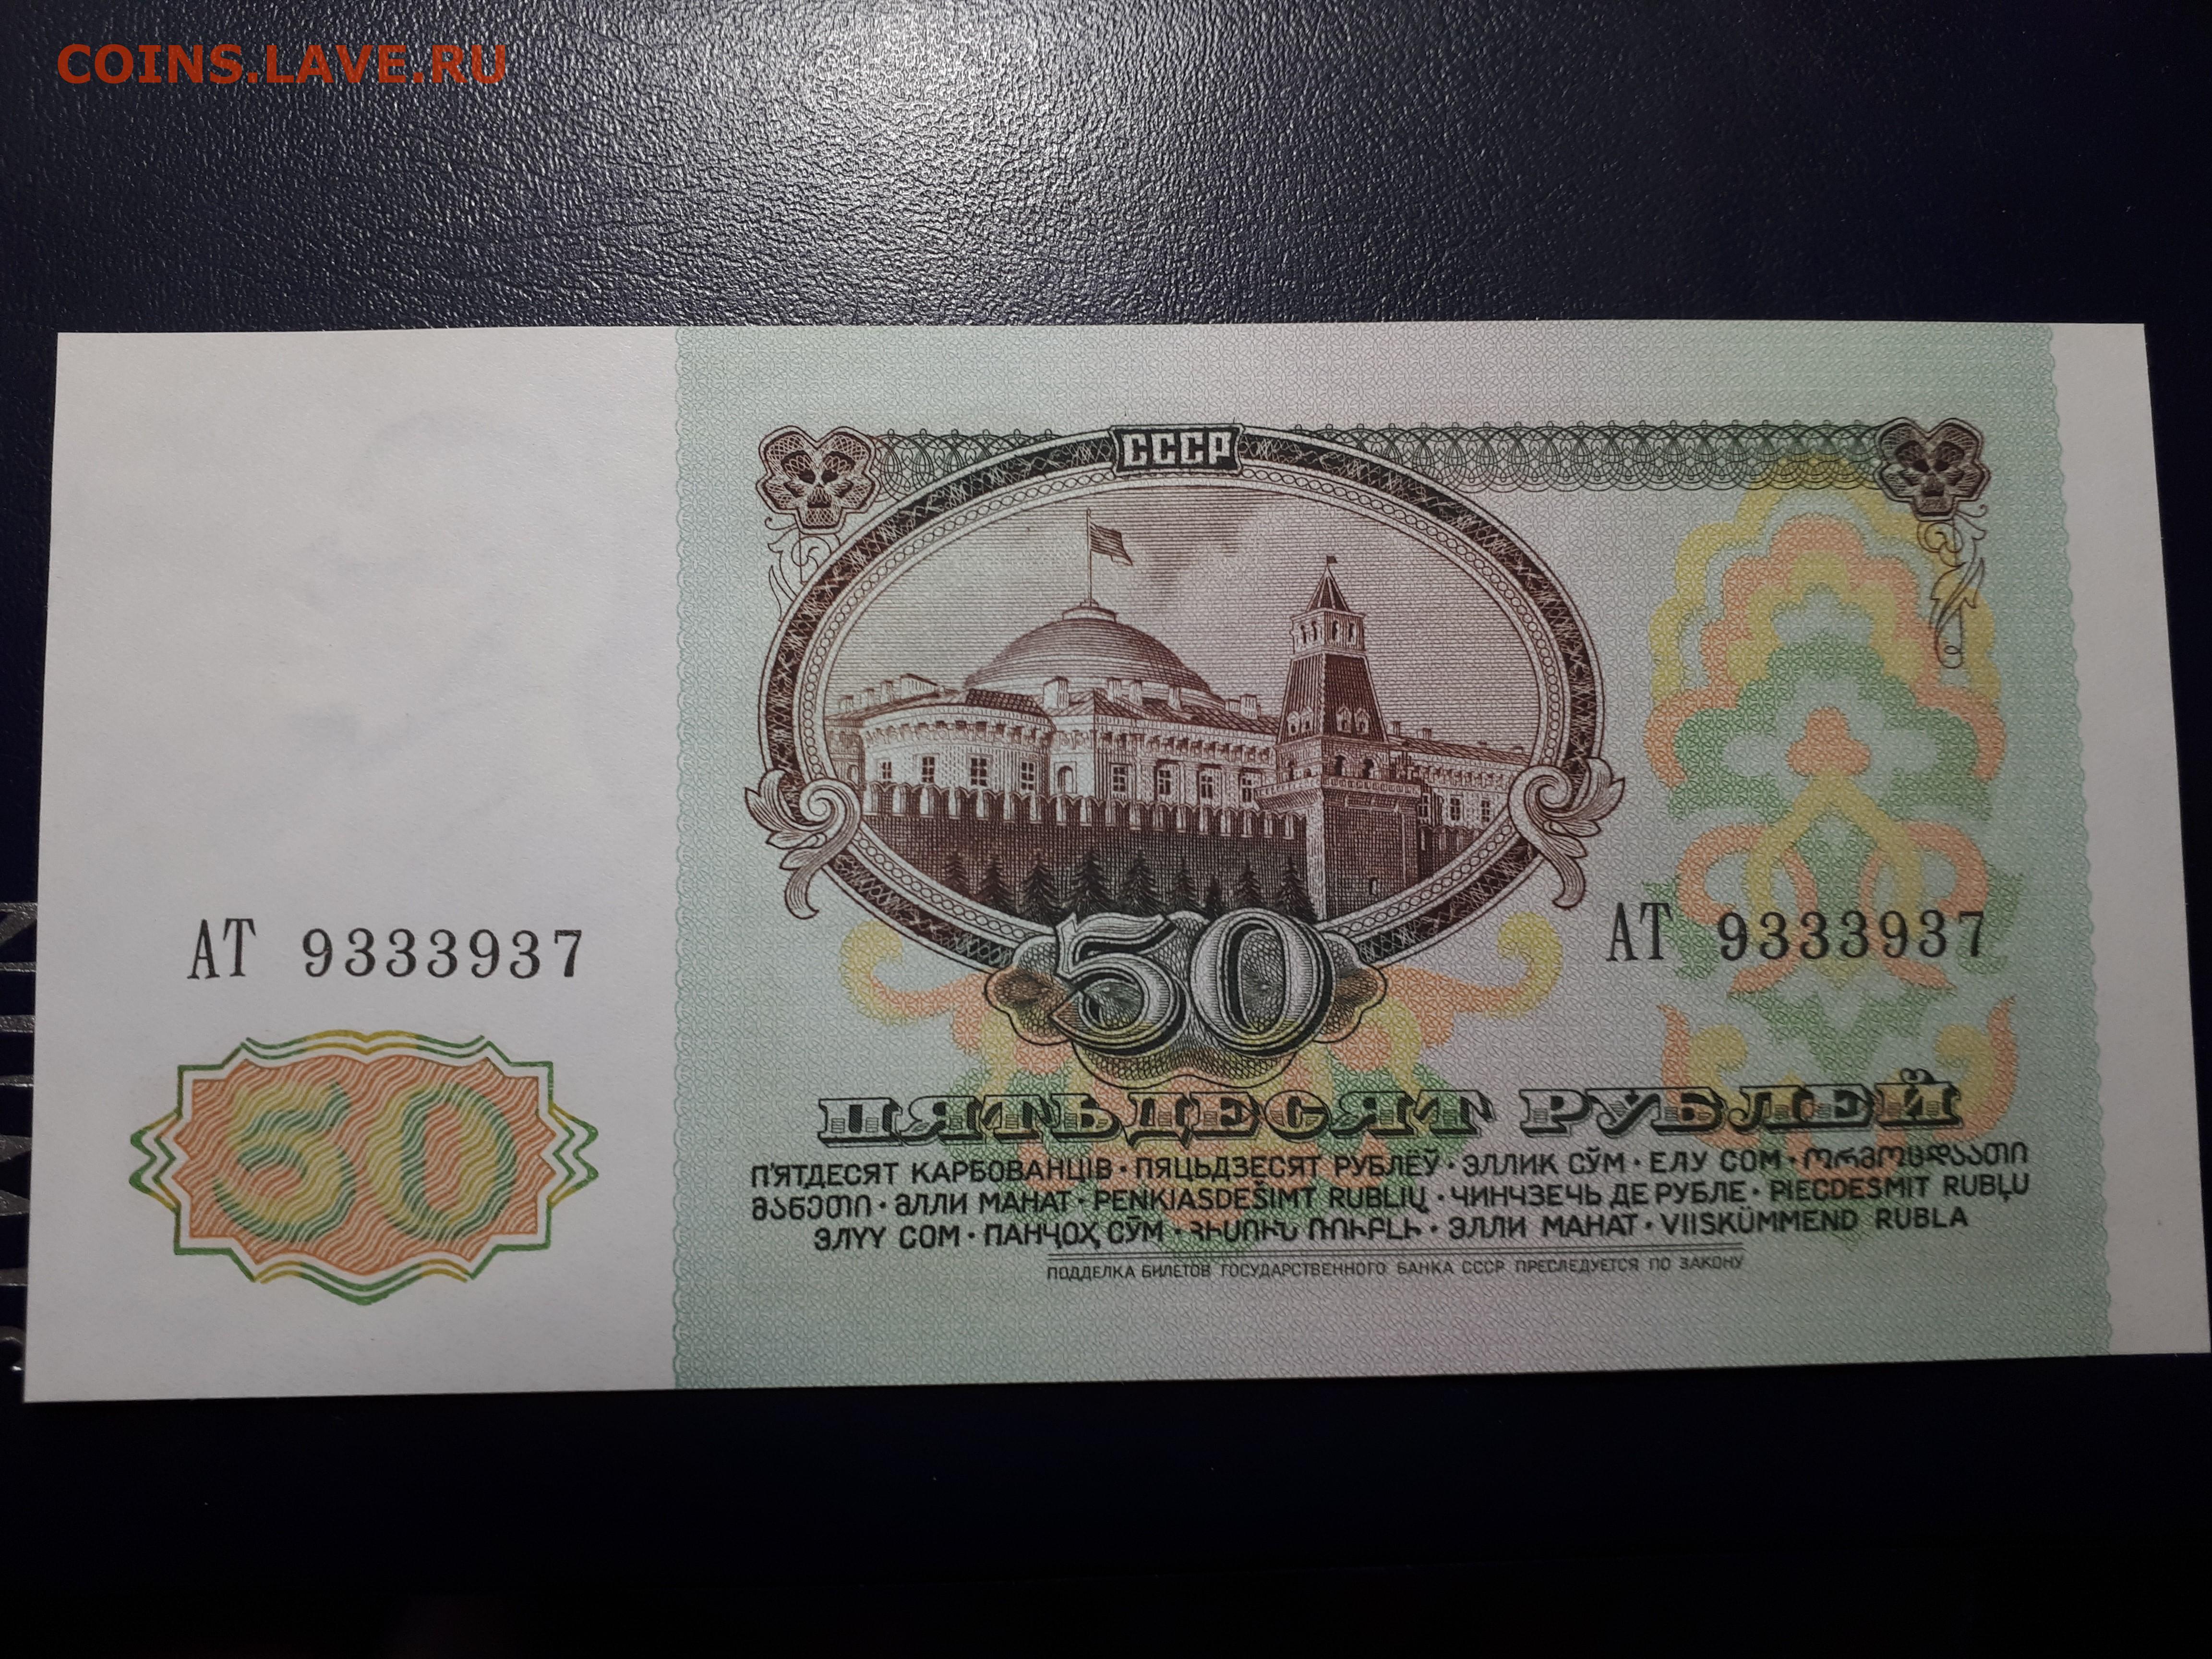 COINS.LAVE.RU
СССР
АТ 9333937
АТ 9333937
50
50
ПЯТЬДЕСЯТ РУБЛЕЙ
П'ЯТДЕСЯТ КАРБОВАНЦІВ · ПЯЦЬДЗЕСЯТ РУБЛЁЎ · ЭЛЛИК СЎМ · ЕЛУ СОМ · ორმოცდაათი
მანეთი · ӘЛЛИ МАНАТ · PENKIASDEŠIMT RUBLIŲ · ЧИНЧЗЕЧЬ ДЕ РУБЛЕ · PIECDESMIT RUBĻU
ЭЛҮҮ СОМ · ПАНҶОҲ СӮМ · ՀԻՍՈՒՆ ՌՈՒԲԼԻ · ЭЛЛИ МАНАТ · VIISKÜMMEND RUBLA
ПОДДЕЛКА БИЛЕТОВ ГОСУДАРСТВЕННОГО БАНКА СССР ПРЕСЛЕДУЕТСЯ ПО ЗАКОНУ